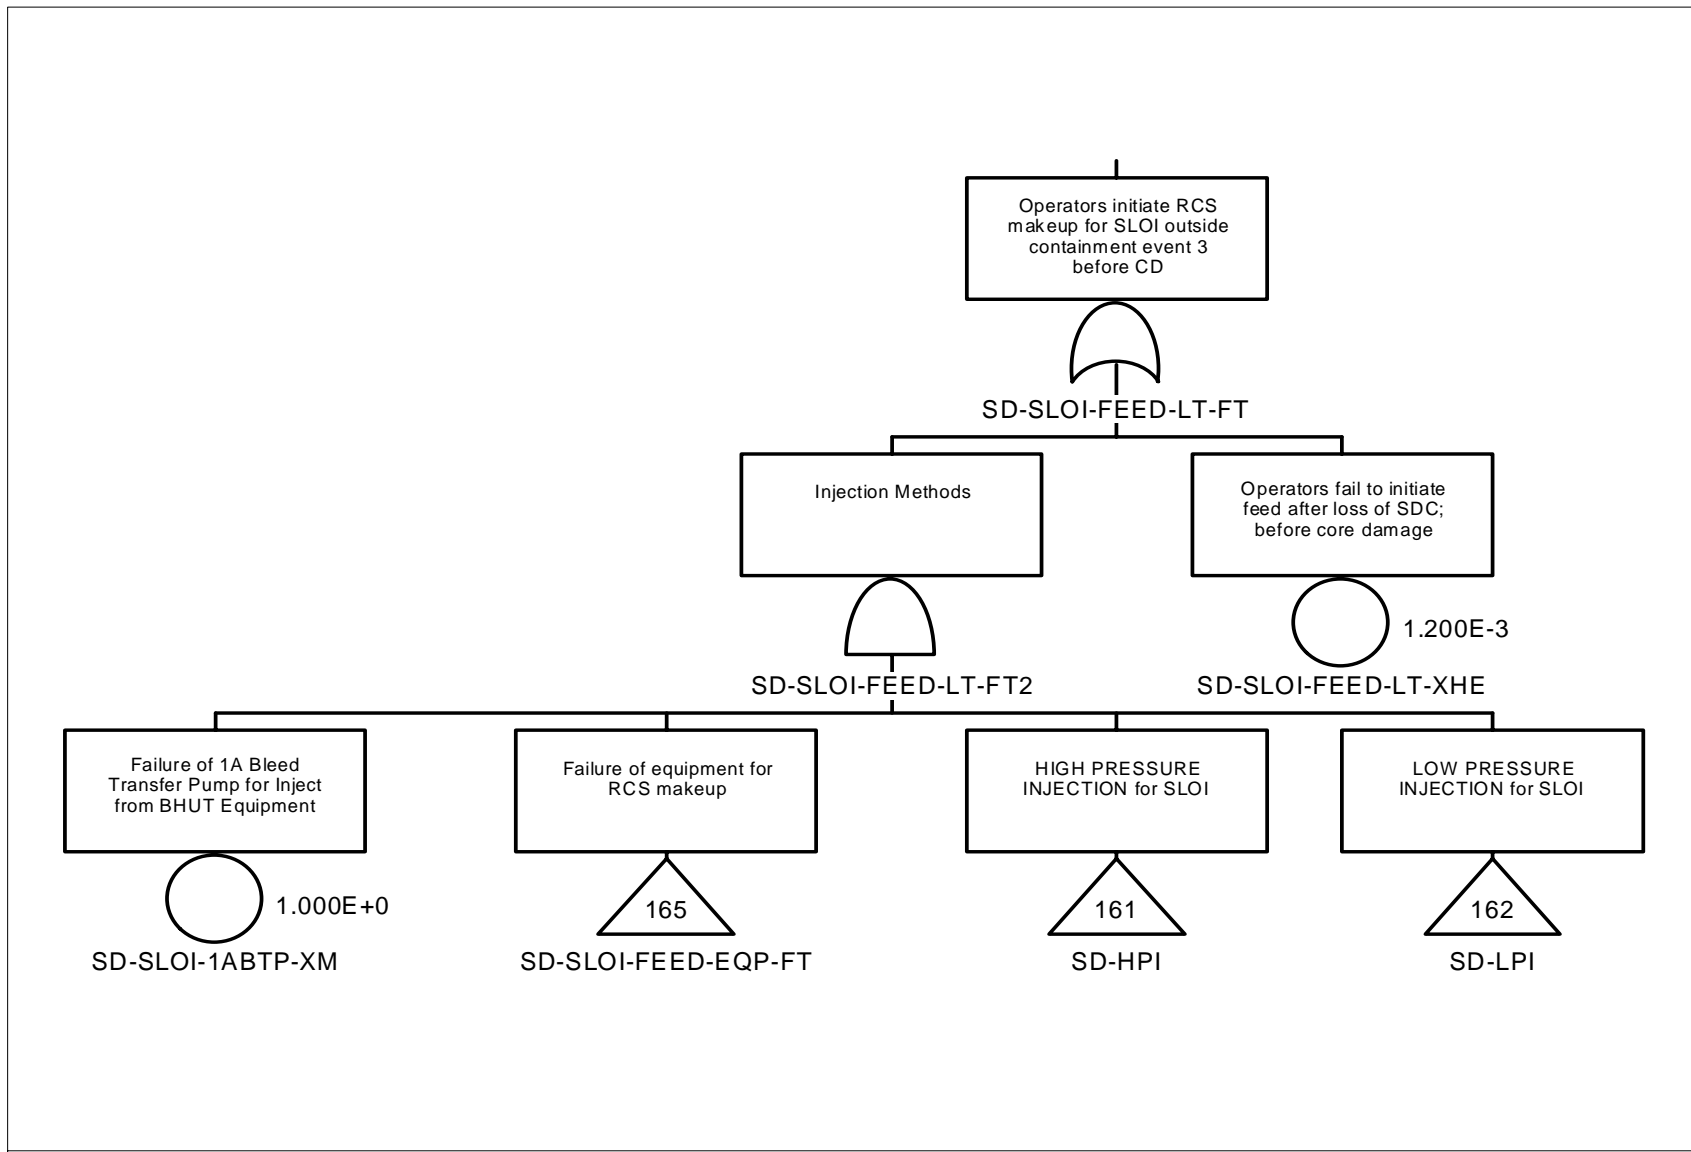 Operators initiate RCS
makeup for SLOI outside
containment event 3
before CD
SD-SLOI-FEED-LT-FT
Injection Methods
SD-SLOI-FEED-LT-FT2
Operators fail to initiate
feed after loss of SDC;
before core damage
1.200E-3
SD-SLOI-FEED-LT-XHE
Failure of 1A Bleed
Transfer Pump for Inject
from BHUT Equipment
1.000E+0
SD-SLOI-1ABTP-XM
Failure of equipment for
RCS makeup
165
SD-SLOI-FEED-EQP-FT
HIGH PRESSURE
INJECTION for SLOI
161
SD-HPI
LOW PRESSURE
INJECTION for SLOI
162
SD-LPI